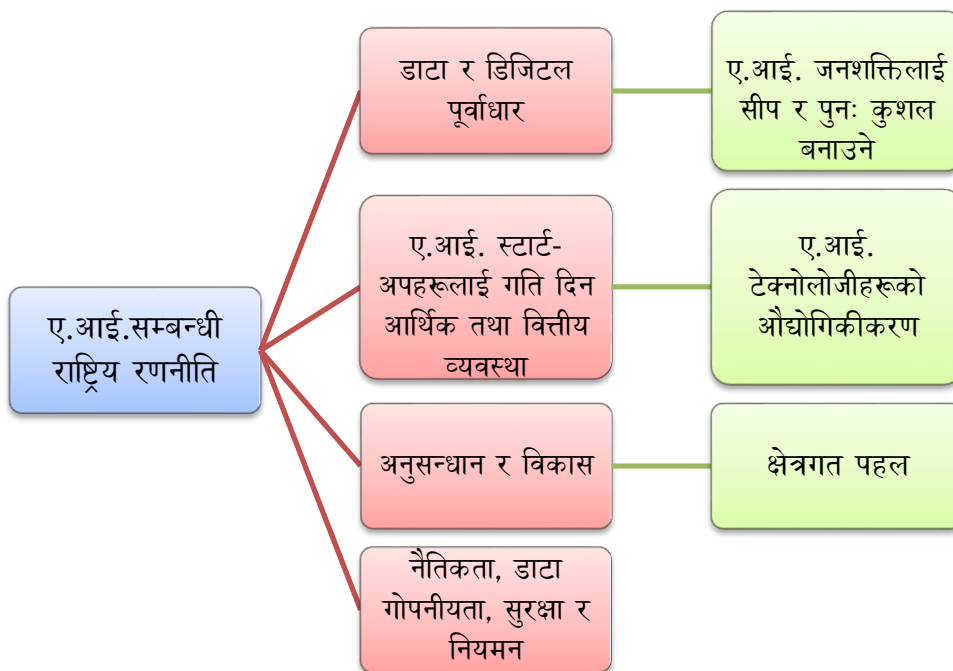 ए.आई.सम्बन्धी
राष्ट्रिय रणनीति
डाटा र डिजिटल
पूर्वाधार
ए.आई. जनशक्तिलाई
सीप र पुनः कुशल
बनाउने
ए.आई. स्टार्ट-
अपहरूलाई गति दिन
आर्थिक तथा वित्तीय
व्यवस्था
ए.आई.
टेक्नोलोजीहरूको
औद्योगिकीकरण
अनुसन्धान र विकास
क्षेत्रगत पहल
नैतिकता, डाटा
गोपनीयता, सुरक्षा र
नियमन